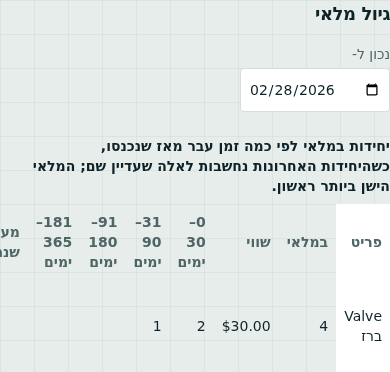 גיול מלאי
נכון ל-
02/28/2026
יחידות במלאי לפי כמה זמן עבר מאז שנכנסו,
כשהיחידות האחרונות נחשבות לאלה שעדיין שם; המלאי
הישן ביותר ראשון.
פריט במלאי שווי 0–30 ימים 31–90 ימים 91–180 ימים 181–365 ימים
Valve ברז 4 $30.00 2 1